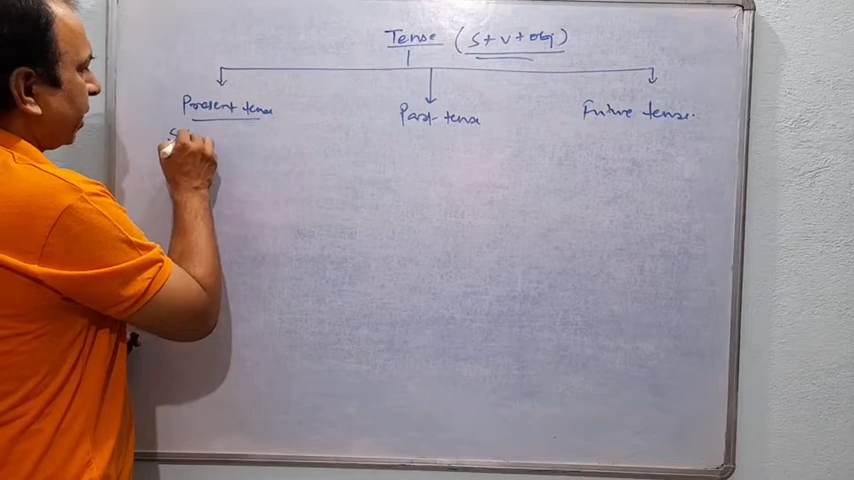 Tense (S+V+obj)
Present tense
Past tense
Future tense.
S